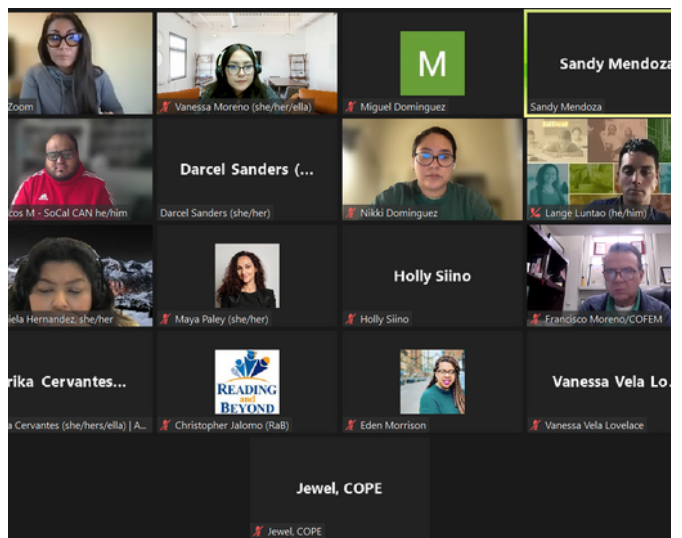 Zoom
Vanessa Moreno (she/her/ella)
M
Miguel Dominguez
Sandy Mendoza
Sandy Mendoza
cos M - SoCal CAN he/him
Darcel Sanders (...
Darcel Sanders (she/her)
Nikki Dominguez
Lange Luntao (he/him)
iela Hernandez, she/her
Maya Paley (she/her)
Holly Siino
Holly Siino
Francisco Moreno/COFEM
rika Cervantes...
a Cervantes (she/hers/ella) | A...
READING
and
BEYOND
Christopher Jalomo (RaB)
Eden Morrison
Vanessa Vela Lo.
Vanessa Vela Lovelace
Jewel, COPE
Jewel, COPE